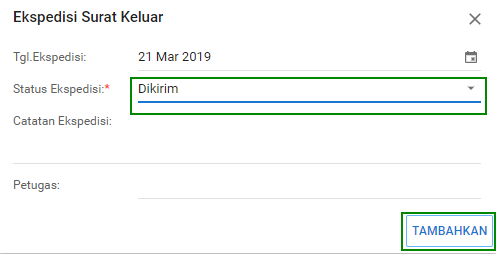 Ekspedisi Surat Keluar
Tgl.Ekspedisi: 21 Mar 2019
Status Ekspedisi:* Dikirim
Catatan Ekspedisi:
Petugas:
TAMBAHKAN